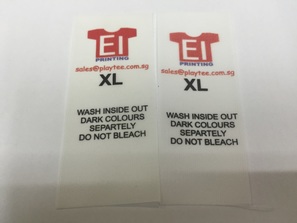 EI
PRINTING
sales@playtee.com.sg
XL
WASH INSIDE OUT
DARK COLOURS
SEPARTELY
DO NOT BLEACH
EI
PRINTING
sales@playtee.com.sg
XL
WASH INSIDE OUT
DARK COLOURS
SEPARTELY
DO NOT BLEACH